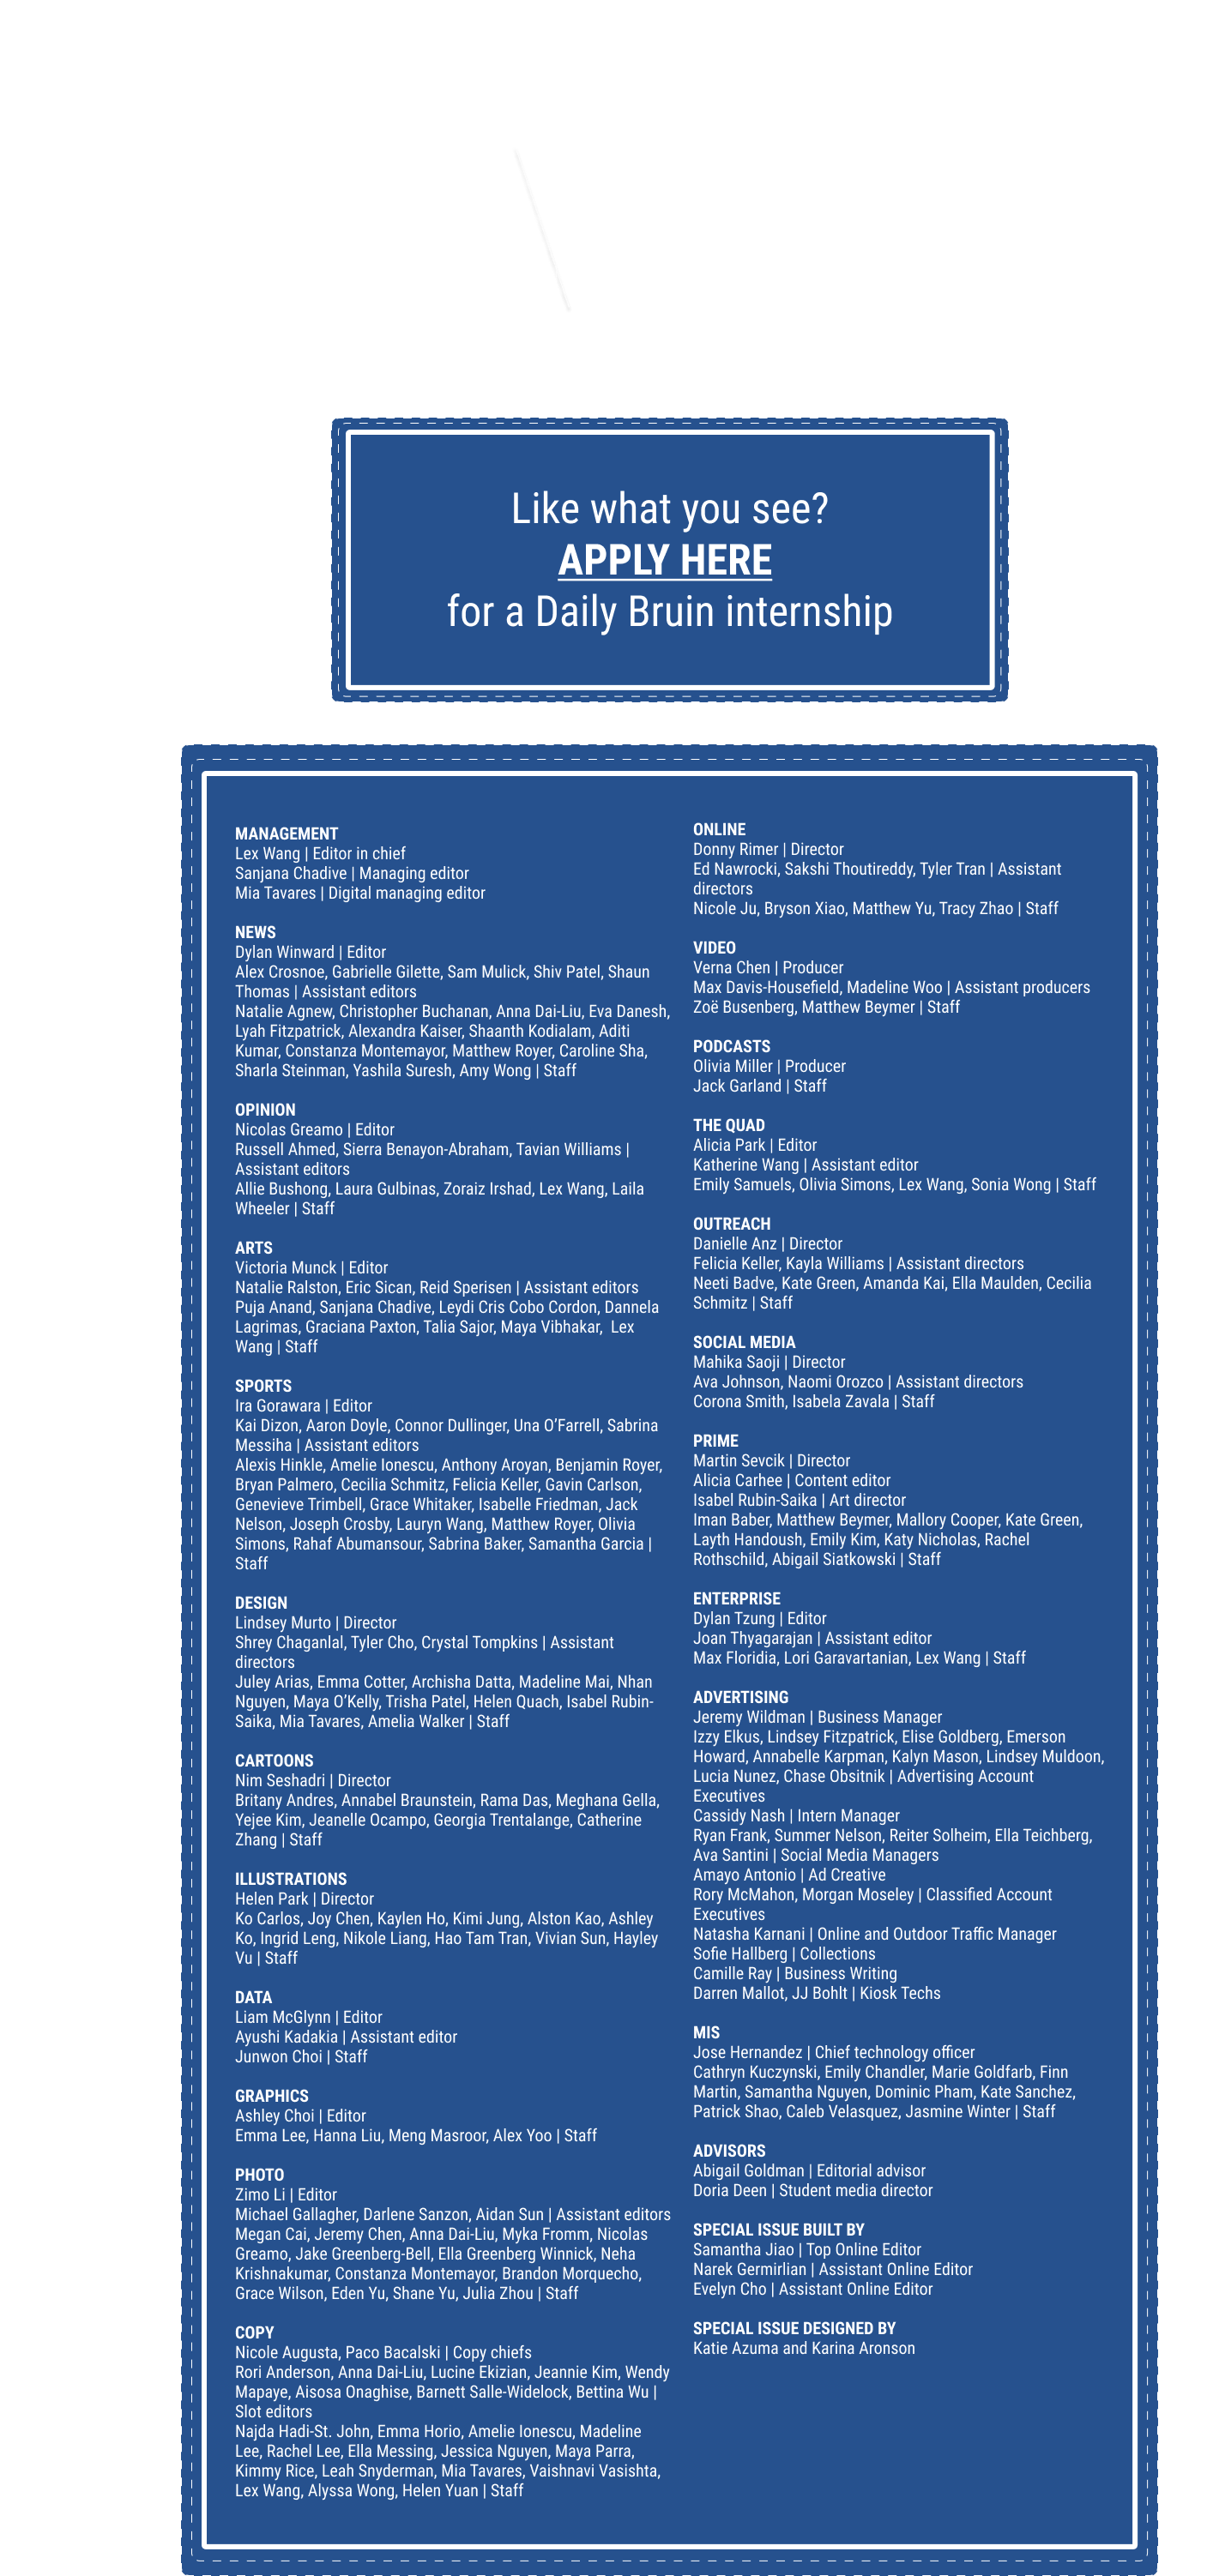 Like what you see?
APPLY HERE
for a Daily Bruin internship
MANAGEMENT
Lex Wang | Editor in chief
Sanjana Chadive | Managing editor
Mia Tavares | Digital managing editor
NEWS
Dylan Winward | Editor
Alex Crosnoe, Gabrielle Gilette, Sam Mulick, Shiv Patel, Shaun
Thomas | Assistant editors
Natalie Agnew, Christopher Buchanan, Anna Dai-Liu, Eva Danesh,
Lyah Fitzpatrick, Alexandra Kaiser, Shaanth Kodialam, Aditi
Kumar, Constanza Montemayor, Matthew Royer, Caroline Sha,
Sharla Steinman, Yashila Suresh, Amy Wong | Staff
OPINION
Nicolas Greamo | Editor
Russell Ahmed, Sierra Benayon-Abraham, Tavian Williams |
Assistant editors
Allie Bushong, Laura Gulbinas, Zoraiz Irshad, Lex Wang, Laila
Wheeler | Staff
ARTS
Victoria Munck | Editor
Natalie Ralston, Eric Sican, Reid Sperisen | Assistant editors
Puja Anand, Sanjana Chadive, Leydi Cris Cobo Cordon, Dannela
Lagrimas, Graciana Paxton, Talia Sajor, Maya Vibhakar,  Lex
Wang | Staff
SPORTS
Ira Gorawara | Editor
Kai Dizon, Aaron Doyle, Connor Dullinger, Una O’Farrell, Sabrina
Messiha | Assistant editors
Alexis Hinkle, Amelie Ionescu, Anthony Aroyan, Benjamin Royer,
Bryan Palmero, Cecilia Schmitz, Felicia Keller, Gavin Carlson,
Genevieve Trimbell, Grace Whitaker, Isabelle Friedman, Jack
Nelson, Joseph Crosby, Lauryn Wang, Matthew Royer, Olivia
Simons, Rahaf Abumansour, Sabrina Baker, Samantha Garcia |
Staff
DESIGN
Lindsey Murto | Director
Shrey Chaganlal, Tyler Cho, Crystal Tompkins | Assistant
directors
Juley Arias, Emma Cotter, Archisha Datta, Madeline Mai, Nhan
Nguyen, Maya O’Kelly, Trisha Patel, Helen Quach, Isabel Rubin-
Saika, Mia Tavares, Amelia Walker | Staff
CARTOONS
Nim Seshadri | Director
Britany Andres, Annabel Braunstein, Rama Das, Meghana Gella,
Yejee Kim, Jeanelle Ocampo, Georgia Trentalange, Catherine
Zhang | Staff
ILLUSTRATIONS
Helen Park | Director
Ko Carlos, Joy Chen, Kaylen Ho, Kimi Jung, Alston Kao, Ashley
Ko, Ingrid Leng, Nikole Liang, Hao Tam Tran, Vivian Sun, Hayley
Vu | Staff
DATA
Liam McGlynn | Editor
Ayushi Kadakia | Assistant editor
Junwon Choi | Staff
GRAPHICS
Ashley Choi | Editor
Emma Lee, Hanna Liu, Meng Masroor, Alex Yoo | Staff
PHOTO
Zimo Li | Editor
Michael Gallagher, Darlene Sanzon, Aidan Sun | Assistant editors
Megan Cai, Jeremy Chen, Anna Dai-Liu, Myka Fromm, Nicolas
Greamo, Jake Greenberg-Bell, Ella Greenberg Winnick, Neha
Krishnakumar, Constanza Montemayor, Brandon Morquecho,
Grace Wilson, Eden Yu, Shane Yu, Julia Zhou | Staff
COPY
Nicole Augusta, Paco Bacalski | Copy chiefs
Rori Anderson, Anna Dai-Liu, Lucine Ekizian, Jeannie Kim, Wendy
Mapaye, Aisosa Onaghise, Barnett Salle-Widelock, Bettina Wu |
Slot editors
Najda Hadi-St. John, Emma Horio, Amelie Ionescu, Madeline
Lee, Rachel Lee, Ella Messing, Jessica Nguyen, Maya Parra,
Kimmy Rice, Leah Snyderman, Mia Tavares, Vaishnavi Vasishta,
Lex Wang, Alyssa Wong, Helen Yuan | Staff
ONLINE
Donny Rimer | Director
Ed Nawrocki, Sakshi Thoutireddy, Tyler Tran | Assistant
directors
Nicole Ju, Bryson Xiao, Matthew Yu, Tracy Zhao | Staff
VIDEO
Verna Chen | Producer
Max Davis-Housefield, Madeline Woo | Assistant producers
Zoë Busenberg, Matthew Beymer | Staff
PODCASTS
Olivia Miller | Producer
Jack Garland | Staff
THE QUAD
Alicia Park | Editor
Katherine Wang | Assistant editor
Emily Samuels, Olivia Simons, Lex Wang, Sonia Wong | Staff
OUTREACH
Danielle Anz | Director
Felicia Keller, Kayla Williams | Assistant directors
Neeti Badve, Kate Green, Amanda Kai, Ella Maulden, Cecilia
Schmitz | Staff
SOCIAL MEDIA
Mahika Saoji | Director
Ava Johnson, Naomi Orozco | Assistant directors
Corona Smith, Isabela Zavala | Staff
PRIME
Martin Sevcik | Director
Alicia Carhee | Content editor
Isabel Rubin-Saika | Art director
Iman Baber, Matthew Beymer, Mallory Cooper, Kate Green,
Layth Handoush, Emily Kim, Katy Nicholas, Rachel
Rothschild, Abigail Siatkowski | Staff
ENTERPRISE
Dylan Tzung | Editor
Joan Thyagarajan | Assistant editor
Max Floridia, Lori Garavartanian, Lex Wang | Staff
ADVERTISING
Jeremy Wildman | Business Manager
Izzy Elkus, Lindsey Fitzpatrick, Elise Goldberg, Emerson
Howard, Annabelle Karpman, Kalyn Mason, Lindsey Muldoon,
Lucia Nunez, Chase Obsitnik | Advertising Account
Executives
Cassidy Nash | Intern Manager
Ryan Frank, Summer Nelson, Reiter Solheim, Ella Teichberg,
Ava Santini | Social Media Managers
Amayo Antonio | Ad Creative
Rory McMahon, Morgan Moseley | Classified Account
Executives
Natasha Karnani | Online and Outdoor Traffic Manager
Sofie Hallberg | Collections
Camille Ray | Business Writing
Darren Mallot, JJ Bohlt | Kiosk Techs
MIS
Jose Hernandez | Chief technology officer
Cathryn Kuczynski, Emily Chandler, Marie Goldfarb, Finn
Martin, Samantha Nguyen, Dominic Pham, Kate Sanchez,
Patrick Shao, Caleb Velasquez, Jasmine Winter | Staff
ADVISORS
Abigail Goldman | Editorial advisor
Doria Deen | Student media director
SPECIAL ISSUE BUILT BY
Samantha Jiao | Top Online Editor
Narek Germirlian | Assistant Online Editor
Evelyn Cho | Assistant Online Editor
SPECIAL ISSUE DESIGNED BY
Katie Azuma and Karina Aronson